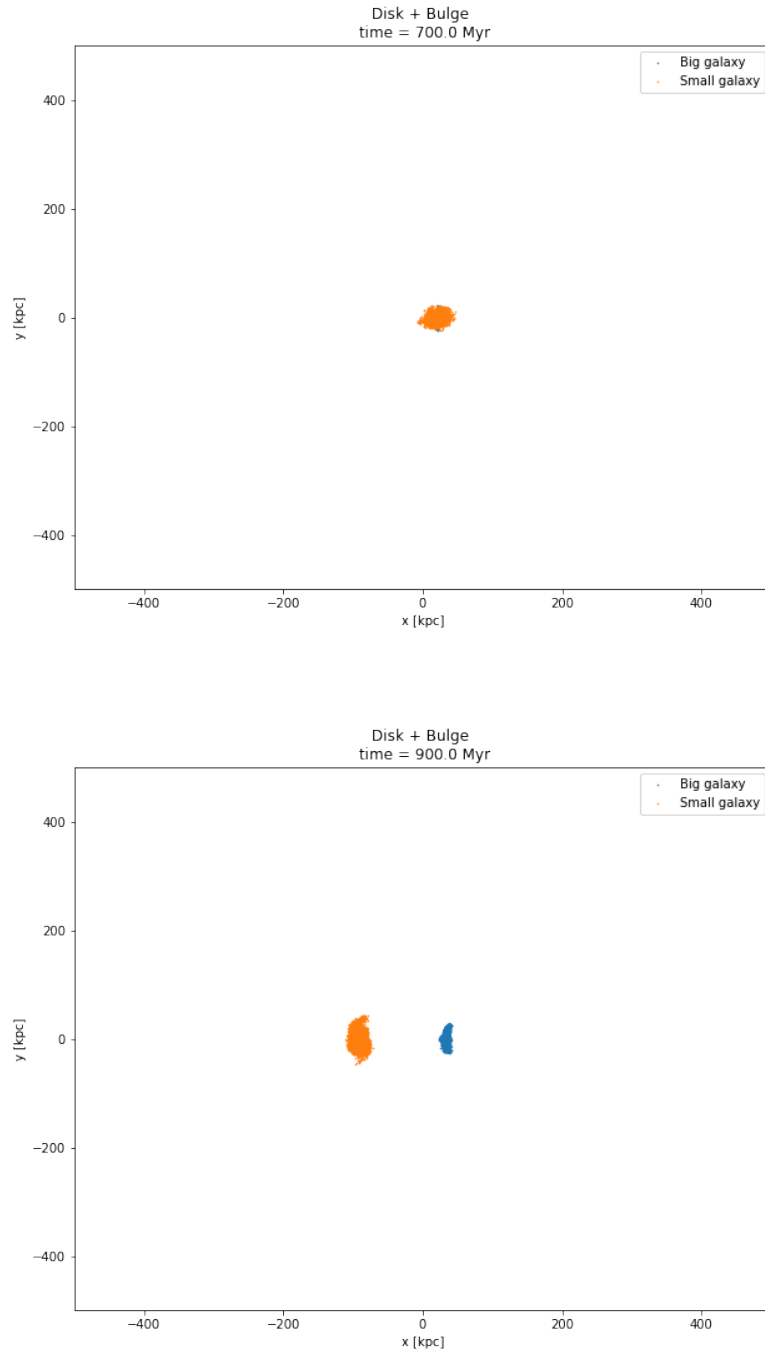 Disk + Bulge
time = 700.0 Myr
Big galaxy
Small galaxy
400
200
0
−200
−400
y [kpc]
−400 −200 0 200 400
x [kpc]
Disk + Bulge
time = 900.0 Myr
Big galaxy
Small galaxy
400
200
0
−200
−400
y [kpc]
−400 −200 0 200 400
x [kpc]